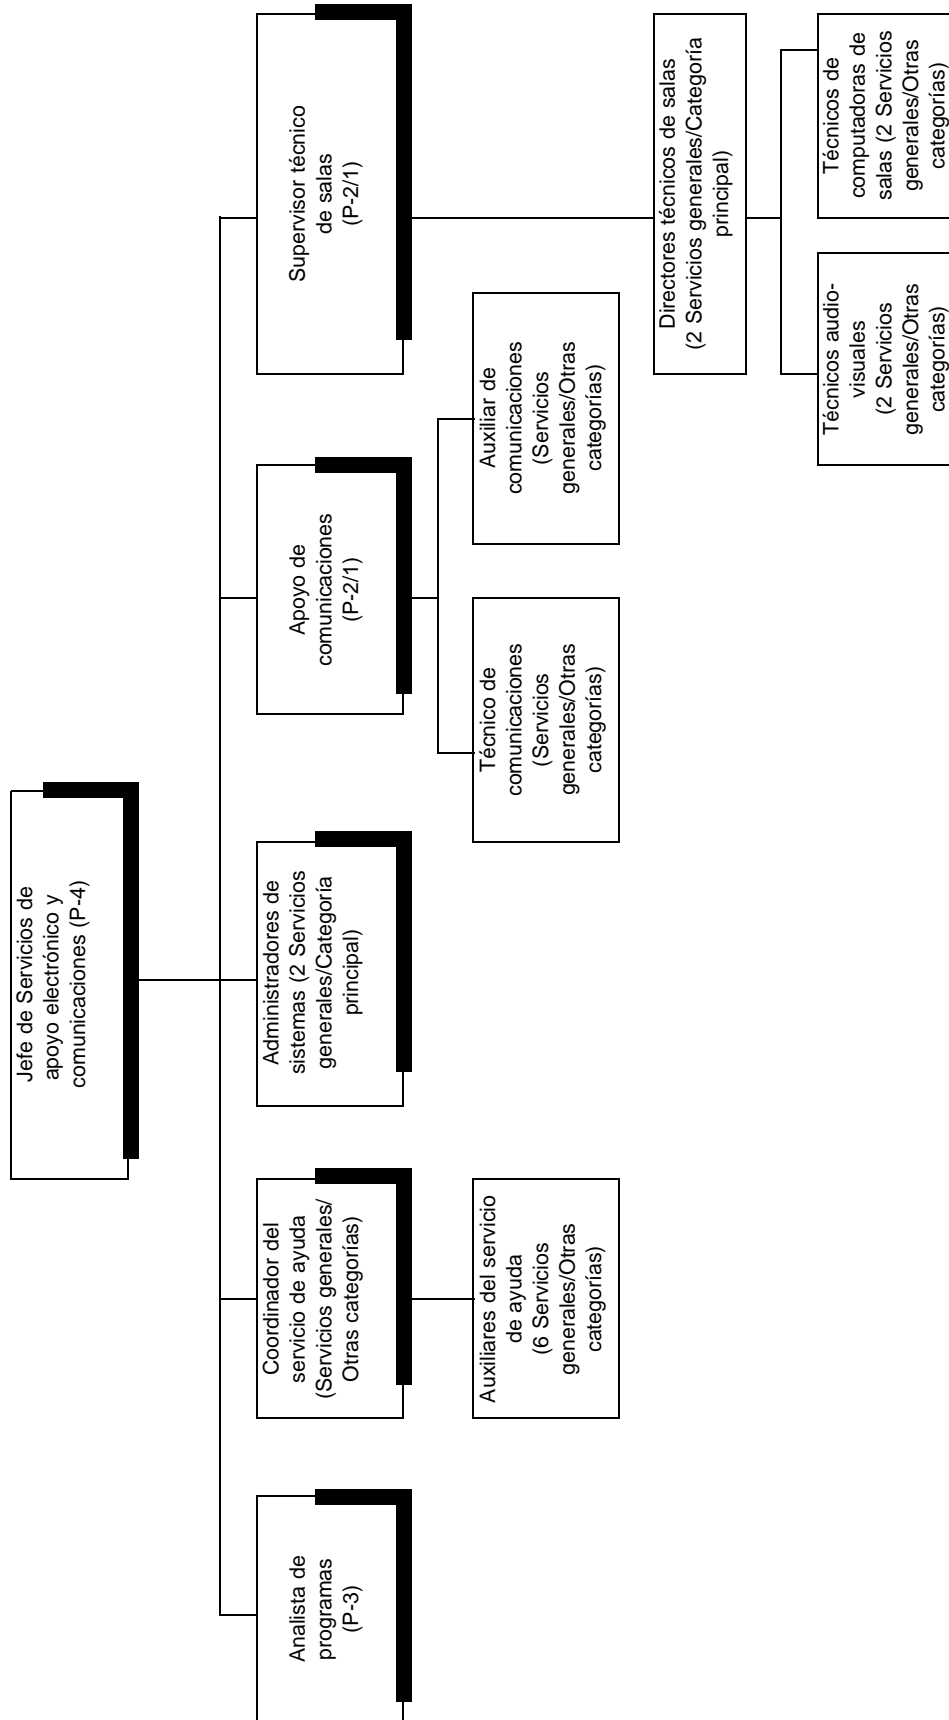 Jefe de Servicios de
apoyo electrónico y
comunicaciones (P-4)
Analista de
programas
(P-3)
Coordinador del
servicio de ayuda
(Servicios generales/
Otras categorías)
Administradores de
sistemas (2 Servicios
generales/Categoría
principal)
Apoyo de
comunicaciones
(P-2/1)
Supervisor técnico
de salas
(P-2/1)
Auxiliares del servicio
de ayuda
(6 Servicios
generales/Otras
categorías)
Técnico de
comunicaciones
(Servicios
generales/Otras
categorías)
Auxiliar de
comunicaciones
(Servicios
generales/Otras
categorías)
Directores técnicos de salas
(2 Servicios generales/Categoría
principal)
Técnicos audio-
visuales
(2 Servicios
generales/Otras
categorías)
Técnicos de
computadoras de
salas (2 Servicios
generales/Otras
categorías)